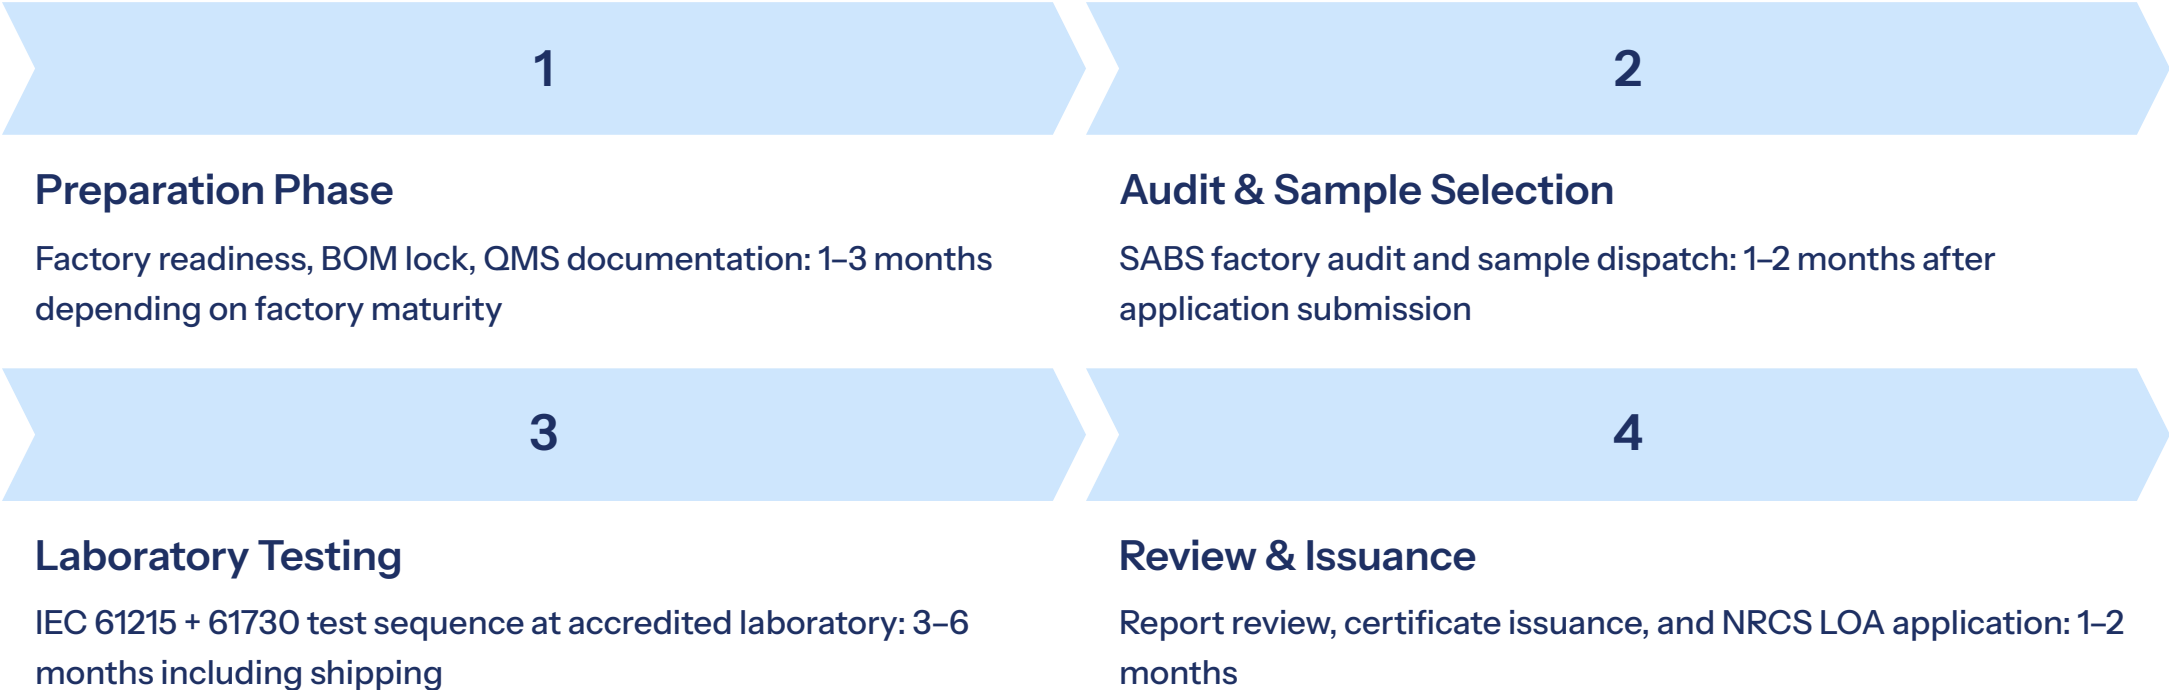 1
Preparation Phase
Factory readiness, BOM lock, QMS documentation: 1–3 months
depending on factory maturity
2
Audit & Sample Selection
SABS factory audit and sample dispatch: 1–2 months after
application submission
3
Laboratory Testing
IEC 61215 + 61730 test sequence at accredited laboratory: 3–6
months including shipping
4
Review & Issuance
Report review, certificate issuance, and NRCS LOA application: 1–2
months